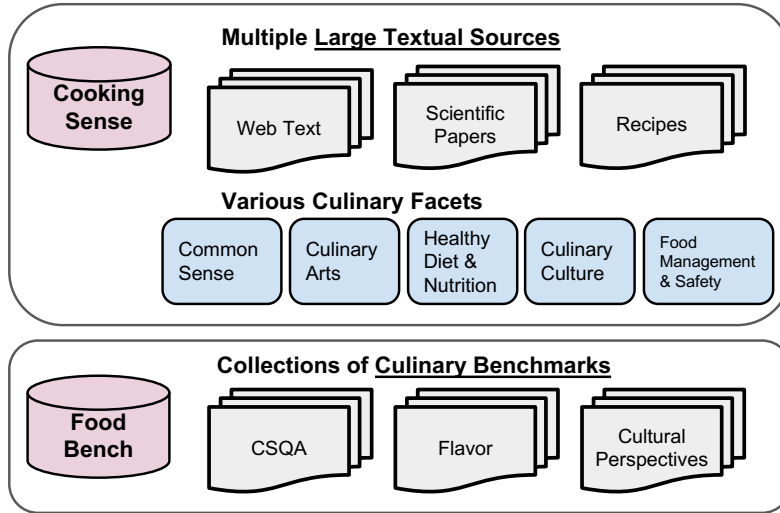 Multiple Large Textual Sources
Cooking
Sense
Web Text
Scientific
Papers
Recipes
Various Culinary Facets
Common
Sense
Culinary
Arts
Healthy
Diet &
Nutrition
Culinary
Culture
Food
Management
& Safety
Collections of Culinary Benchmarks
Food
Bench
CSQA
Flavor
Cultural
Perspectives